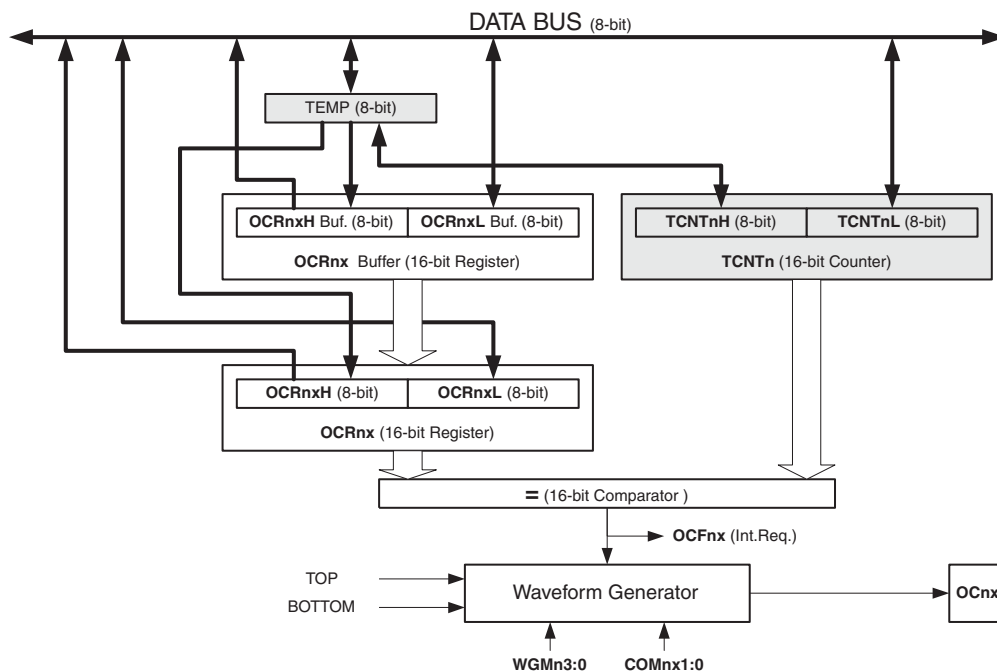 DATA BUS (8-bit)
TEMP (8-bit)
OCRnxH Buf. (8-bit) OCRnxL Buf. (8-bit)
OCRnx Buffer (16-bit Register)
TCNTnH (8-bit) TCNTnL (8-bit)
TCNTn (16-bit Counter)
OCRnxH (8-bit) OCRnxL (8-bit)
OCRnx (16-bit Register)
= (16-bit Comparator )
OCFnx (Int.Req.)
TOP
BOTTOM
Waveform Generator
OCnx
WGMn3:0 COMnx1:0